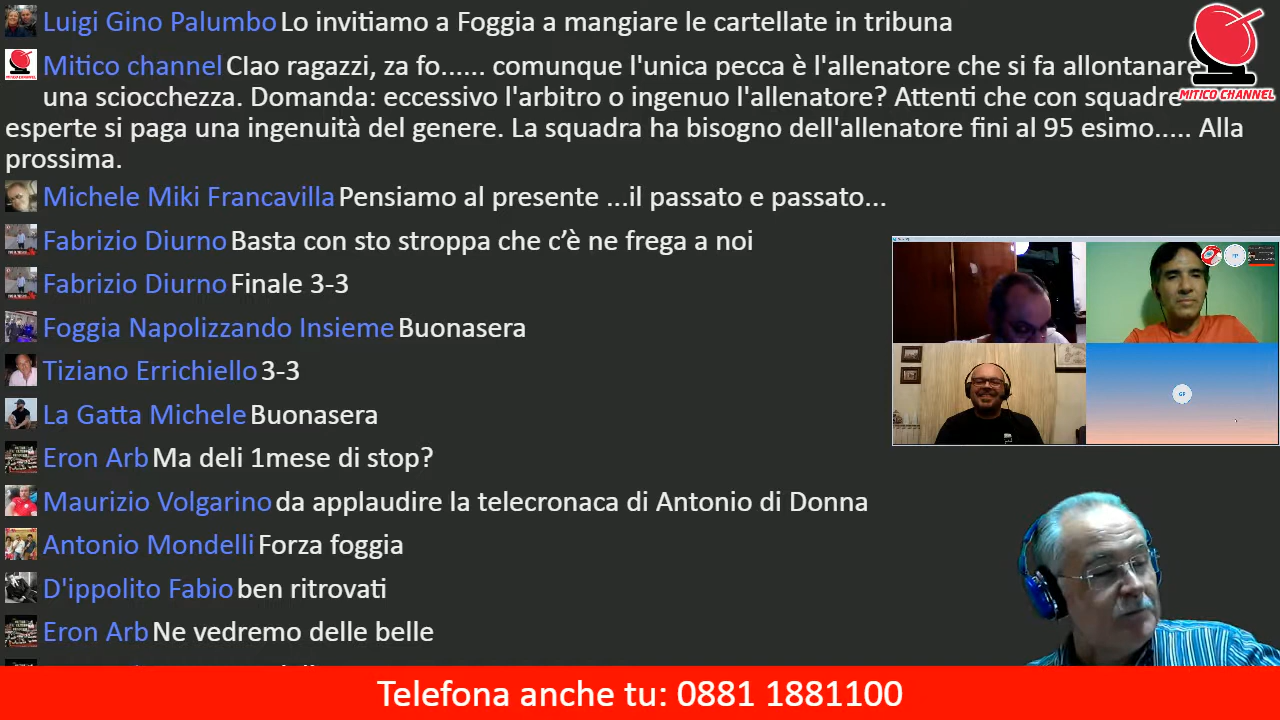 Luigi Gino Palumbo Lo invitiamo a Foggia a mangiare le cartellate in tribuna
Mitico channel CIao ragazzi, za fo...... comunque l'unica pecca è l'allenatore che si fa allontanare
una sciocchezza. Domanda: eccessivo l'arbitro o ingenuo l'allenatore? Attenti che con squadre
esperte si paga una ingenuità del genere. La squadra ha bisogno dell'allenatore fini al 95 esimo..... Alla
prossima.
MITICO CHANNEL
Michele Miki Francavilla Pensiamo al presente ...il passato e passato...
Fabrizio Diurno Basta con sto stroppa che c’è ne frega a noi
Fabrizio Diurno Finale 3-3
Foggia Napolizzando Insieme Buonasera
Tiziano Errichiello 3-3
La Gatta Michele Buonasera
Eron Arb Ma deli 1mese di stop?
Maurizio Volgarino da applaudire la telecronaca di Antonio di Donna
Antonio Mondelli Forza foggia
D'ippolito Fabio ben ritrovati
Eron Arb Ne vedremo delle belle
Telefona anche tu: 0881 1881100